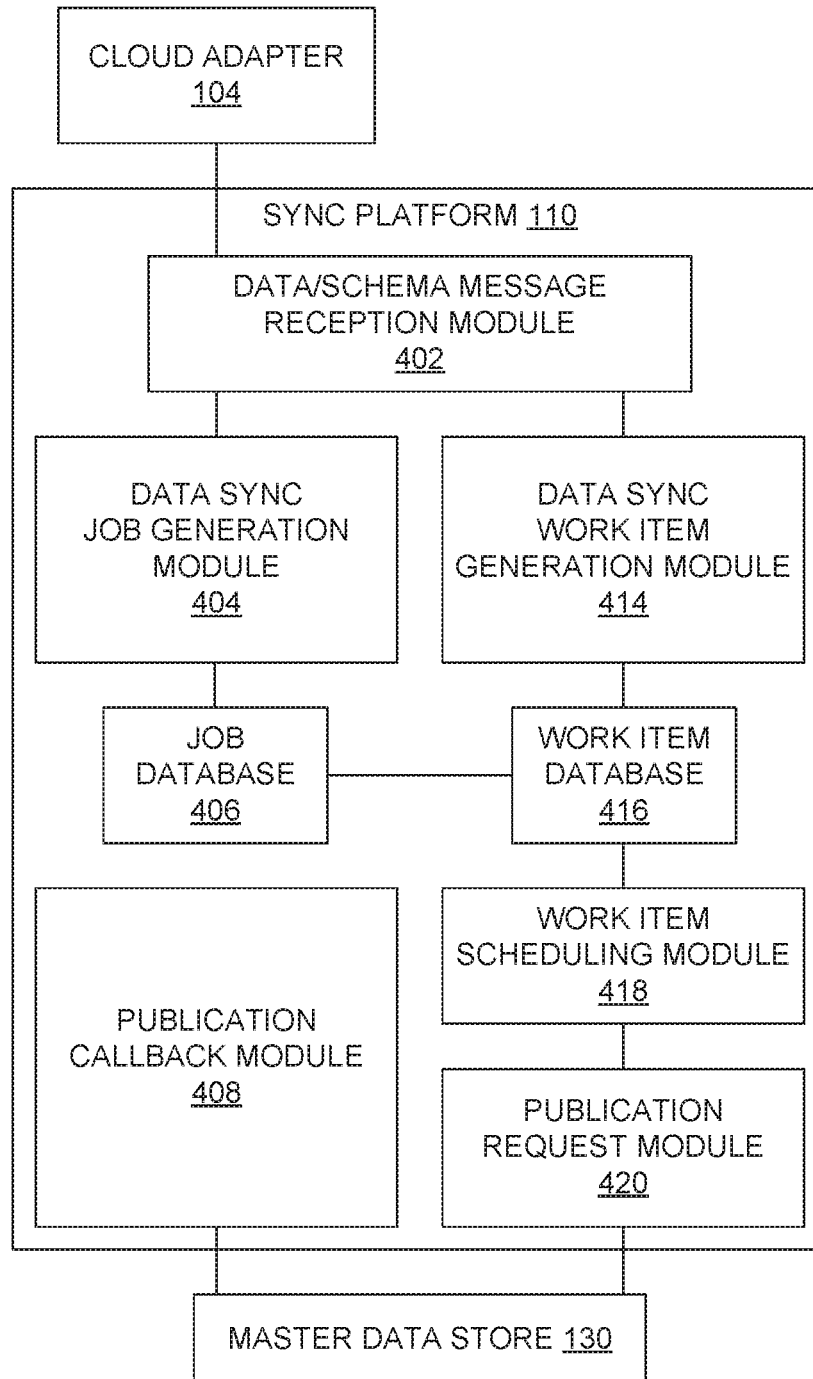 CLOUD ADAPTER
104
SYNC PLATFORM 110
DATA/SCHEMA MESSAGE
RECEPTION MODULE
402
DATA SYNC
JOB GENERATION
MODULE
404
DATA SYNC
WORK ITEM
GENERATION MODULE
414
JOB
DATABASE
406
WORK ITEM
DATABASE
416
PUBLICATION
CALLBACK MODULE
408
WORK ITEM
SCHEDULING MODULE
418
PUBLICATION
REQUEST MODULE
420
MASTER DATA STORE 130